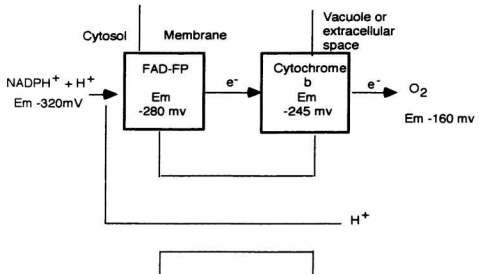 Cytosol
Membrane
Vacuole or
extracellular
space
NADPH⁺ + H⁺
Em -320mV
FAD-FP
Em
-280 mv
e⁻
Cytochrome
b
Em
-245 mv
e⁻
O₂
Em -160 mv
H⁺